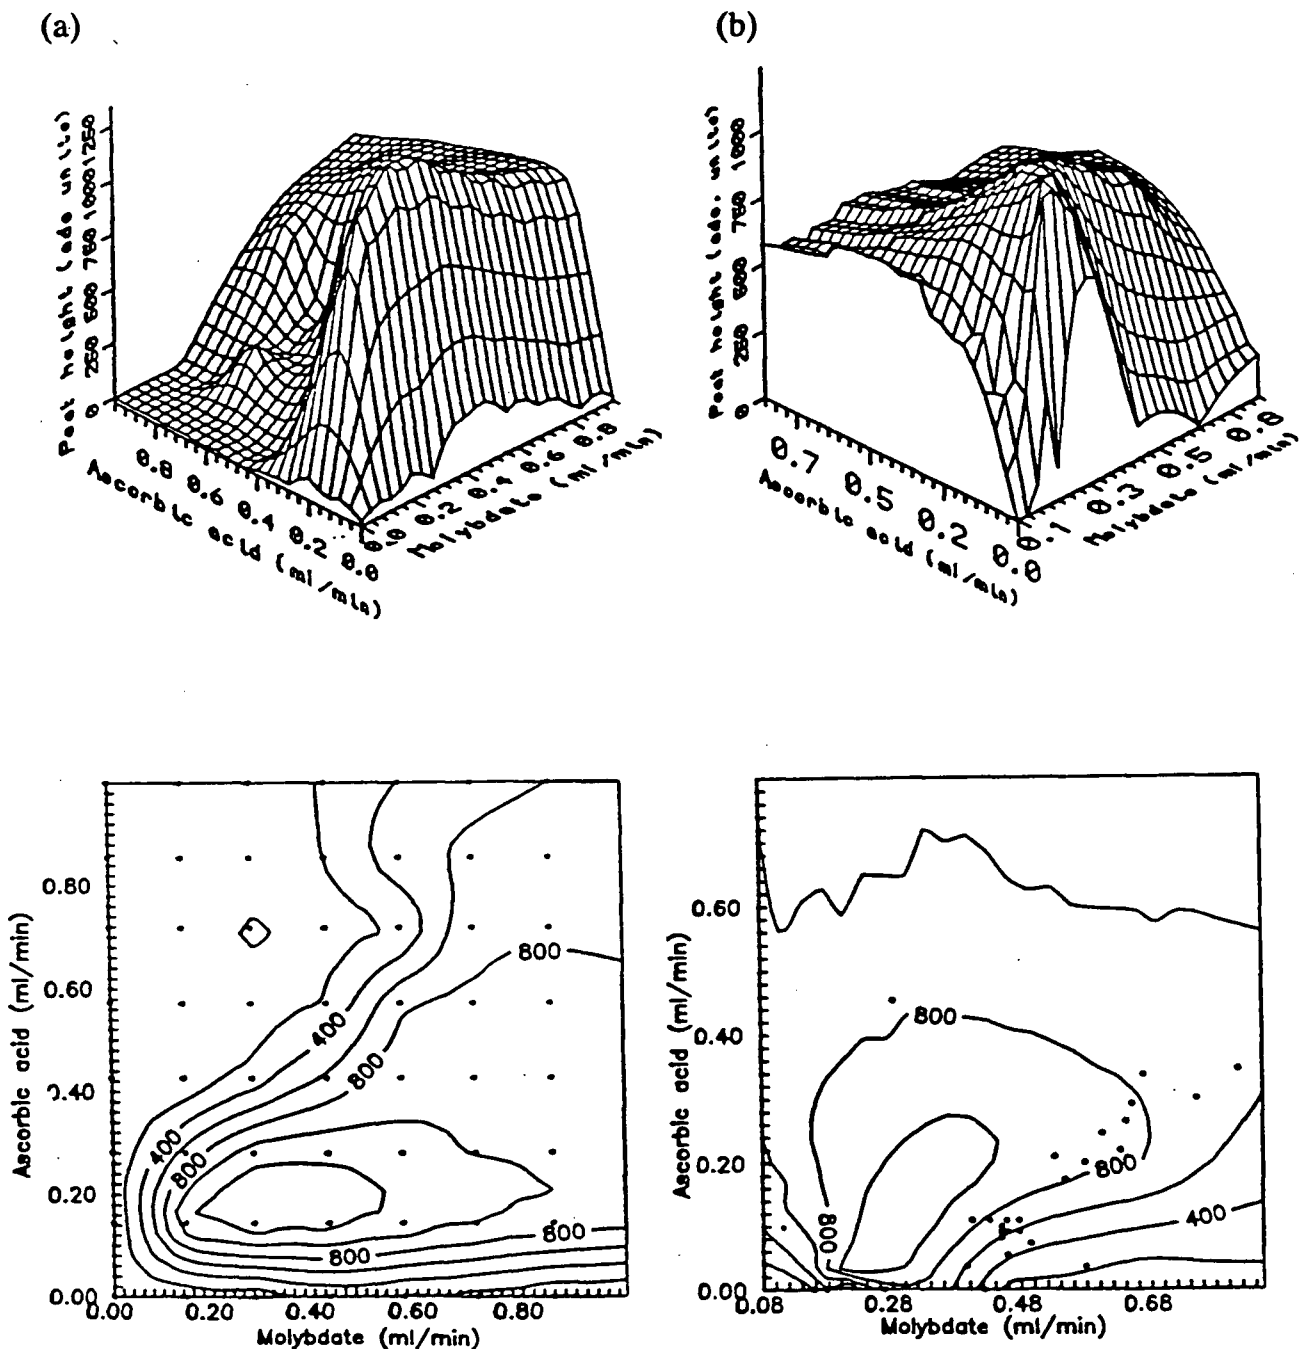 (a)
(b)
Peak height (adc units)
0 250 500 750 1000 1250
Ascorbic acid (ml/min)
0.8 0.6 0.4 0.2 0.0
Molybdate (ml/min)
0.0 0.2 0.4 0.6 0.8
Peak height (adc. units)
0 250 500 750 1000
Ascorbic acid (ml/min)
0.7 0.5 0.2 0.0
Molybdate (ml/min)
0.1 0.3 0.5 0.8
Ascorbic acid (ml/min)
0.80
0.60
0.40
0.20
0.00
800
400
800
400
800
800
0.00 0.20 0.40 0.60 0.80
Molybdate (ml/min)
Ascorbic acid (ml/min)
0.60
0.40
0.20
0.00
800
800
800
400
0.08 0.28 0.48 0.68
Molybdate (ml/min)